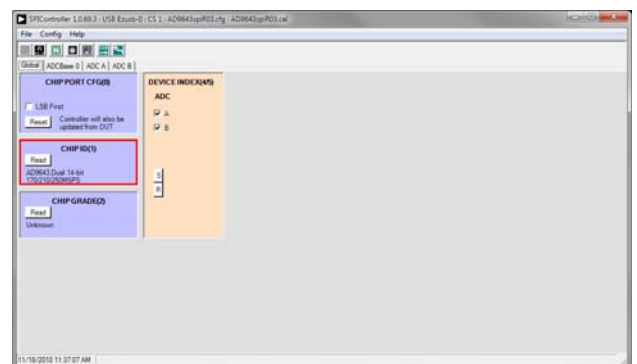 SPIController 1.0.69.3 : USB Ezusb-0 : CS 1 : AD9643spiR03.cfg : AD9643spiR03.cal
File Config Help
Global ADCBase 0 ADC A ADC B
CHIP PORT CFG(0)
LSB First
Reset
Controller will also be
updated from DUT.
CHIP ID(1)
Read
AD9643 Dual 14-bit
170/210/250MSPS
CHIP GRADE(2)
Read
Unknown
DEVICE INDEX(4/5)
ADC
A
B
S
R
11/18/2010 11:37:07 AM